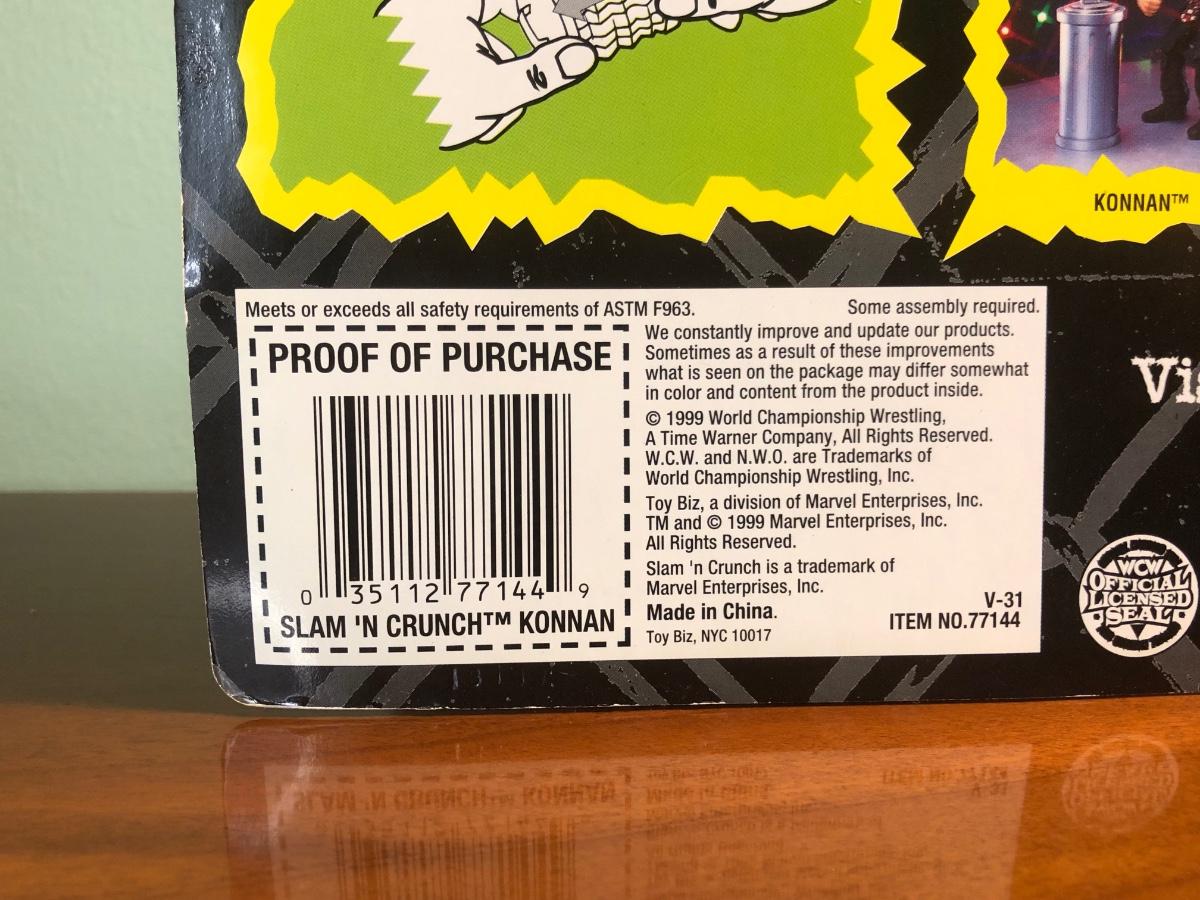 KONNAN™
Meets or exceeds all safety requirements of ASTM F963.
Some assembly required.
PROOF OF PURCHASE
0 35112 77144 9
SLAM 'N CRUNCH™ KONNAN
We constantly improve and update our products.
Sometimes as a result of these improvements
what is seen on the package may differ somewhat
in color and content from the product inside.
© 1999 World Championship Wrestling,
A Time Warner Company, All Rights Reserved.
W.C.W. and N.W.O. are Trademarks of
World Championship Wrestling, Inc.
Toy Biz, a division of Marvel Enterprises, Inc.
TM and © 1999 Marvel Enterprises, Inc.
All Rights Reserved.
Slam 'n Crunch is a trademark of
Marvel Enterprises, Inc.
Made in China.
Toy Biz, NYC 10017
V-31
ITEM NO.77144
WCW
OFFICIAL
LICENSED
SEAL